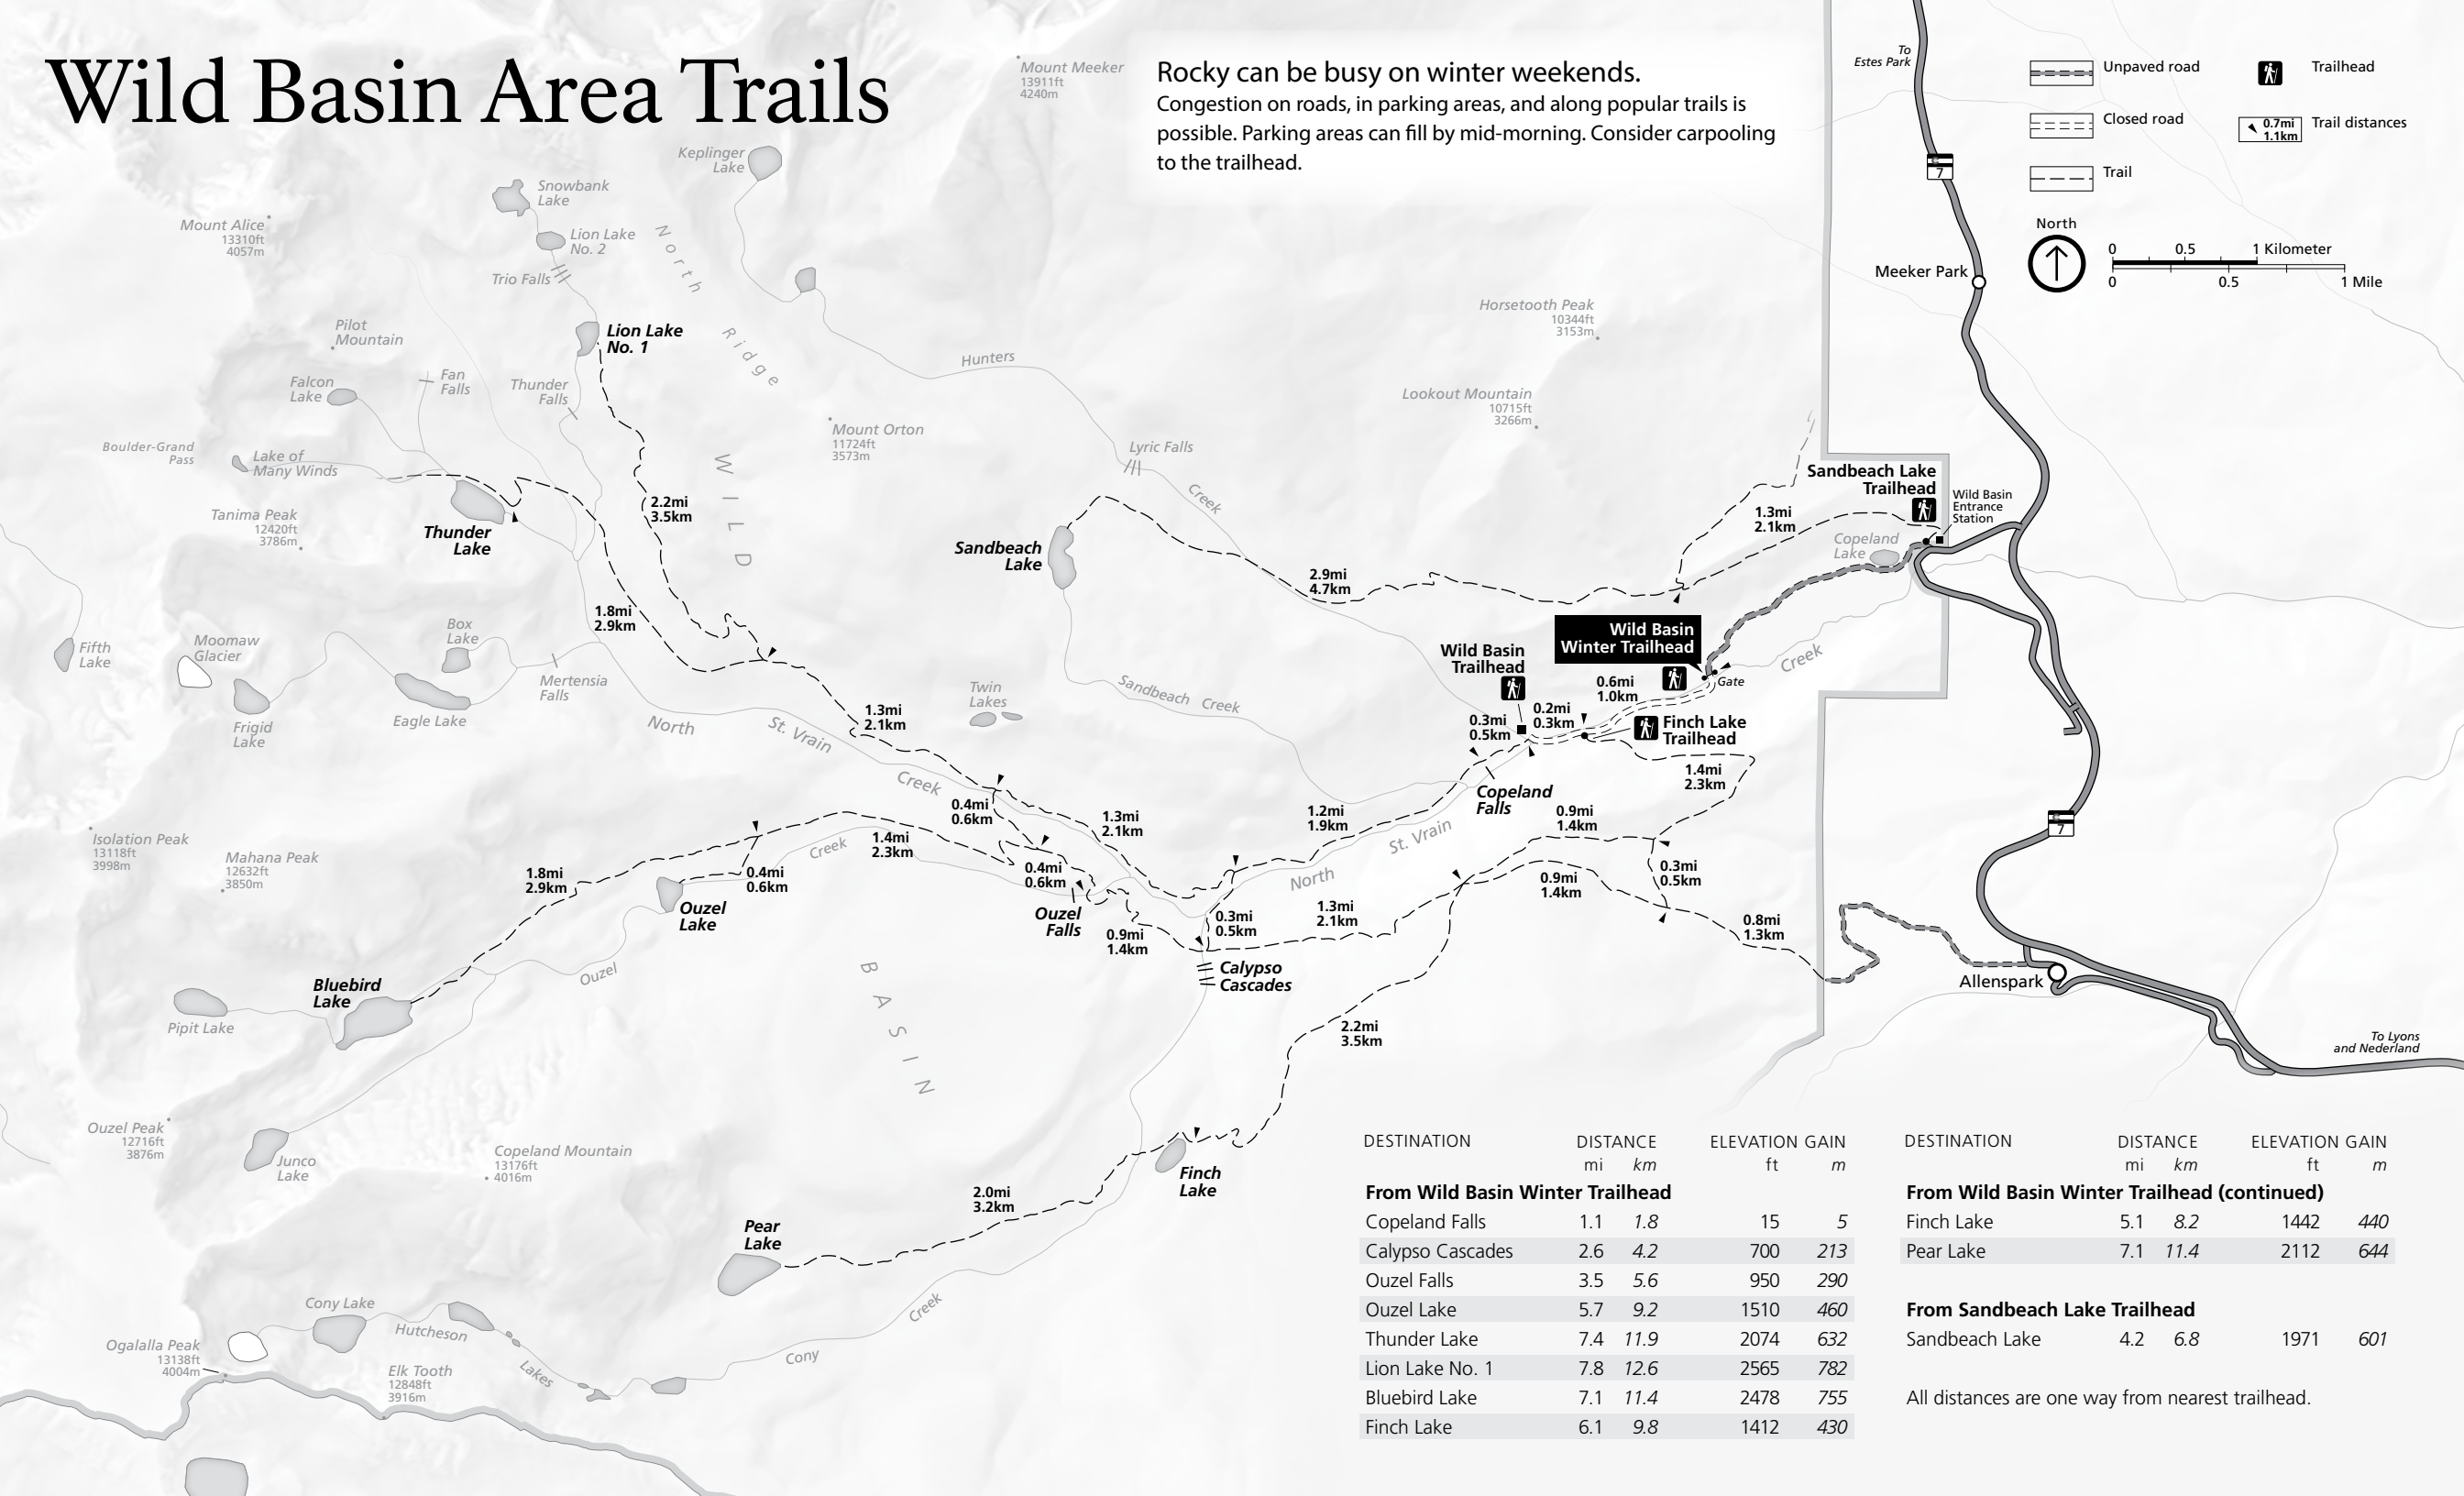 Wild Basin Area Trails
Rocky can be busy on winter weekends.
Congestion on roads, in parking areas, and along popular trails is
possible. Parking areas can fill by mid-morning. Consider carpooling
to the trailhead.
To
Estes Park
Unpaved road
Closed road
Trail
Trailhead
0.7mi
1.1km
Trail distances
North
0
0.5
1 Kilometer
0
0.5
1 Mile
7
Meeker Park
Mount Meeker
13911ft
4240m
Keplinger
Lake
Snowbank
Lake
Lion Lake
No. 2
Trio Falls
Mount Alice
13310ft
4057m
North
Ridge
Pilot
Mountain
Lion Lake
No. 1
Falcon
Lake
Fan
Falls
Thunder
Falls
Hunters
Creek
Horsetooth Peak
10344ft
3153m
Lookout Mountain
10715ft
3266m
Mount Orton
11724ft
3573m
Lyric Falls
Boulder-Grand
Pass
Lake of
Many Winds
WILD
Tanima Peak
12420ft
3786m
Thunder
Lake
2.2mi
3.5km
Sandbeach
Lake
Sandbeach Lake
Trailhead
Wild Basin
Entrance
Station
1.3mi
2.1km
Copeland
Lake
2.9mi
4.7km
1.8mi
2.9km
Fifth
Lake
Moomaw
Glacier
Box
Lake
Frigid
Lake
Eagle Lake
Mertensia
Falls
Wild Basin
Winter Trailhead
Wild Basin
Trailhead
Gate
Creek
0.6mi
1.0km
0.2mi
0.3km
0.3mi
0.5km
Finch Lake
Trailhead
Twin
Lakes
Sandbeach Creek
1.3mi
2.1km
North
St. Vrain
Creek
1.4mi
2.3km
Copeland
Falls
0.4mi
0.6km
1.3mi
2.1km
1.2mi
1.9km
0.9mi
1.4km
St. Vrain
North
7
Isolation Peak
13118ft
3998m
Mahana Peak
12632ft
3850m
1.4mi
2.3km
Creek
0.4mi
0.6km
0.4mi
0.6km
1.8mi
2.9km
Ouzel
Lake
Ouzel
Falls
0.9mi
1.4km
0.3mi
0.5km
1.3mi
2.1km
0.9mi
1.4km
0.3mi
0.5km
0.8mi
1.3km
Calypso
Cascades
Allenspark
Ouzel
Bluebird
Lake
Pipit Lake
BASIN
2.2mi
3.5km
To Lyons
and Nederland
Ouzel Peak
12716ft
3876m
Junco
Lake
Copeland Mountain
13176ft
4016m
Finch
Lake
2.0mi
3.2km
Pear
Lake
Cony Lake
Hutcheson
Lakes
Cony
Creek
Ogalalla Peak
13138ft
4004m
Elk Tooth
12848ft
3916m
DESTINATION DISTANCE ELEVATION GAIN
mi km ft m
From Wild Basin Winter Trailhead
Copeland Falls 1.1 1.8 15 5
Calypso Cascades 2.6 4.2 700 213
Ouzel Falls 3.5 5.6 950 290
Ouzel Lake 5.7 9.2 1510 460
Thunder Lake 7.4 11.9 2074 632
Lion Lake No. 1 7.8 12.6 2565 782
Bluebird Lake 7.1 11.4 2478 755
Finch Lake 6.1 9.8 1412 430
DESTINATION DISTANCE ELEVATION GAIN
mi km ft m
From Wild Basin Winter Trailhead (continued)
Finch Lake 5.1 8.2 1442 440
Pear Lake 7.1 11.4 2112 644
From Sandbeach Lake Trailhead
Sandbeach Lake 4.2 6.8 1971 601
All distances are one way from nearest trailhead.